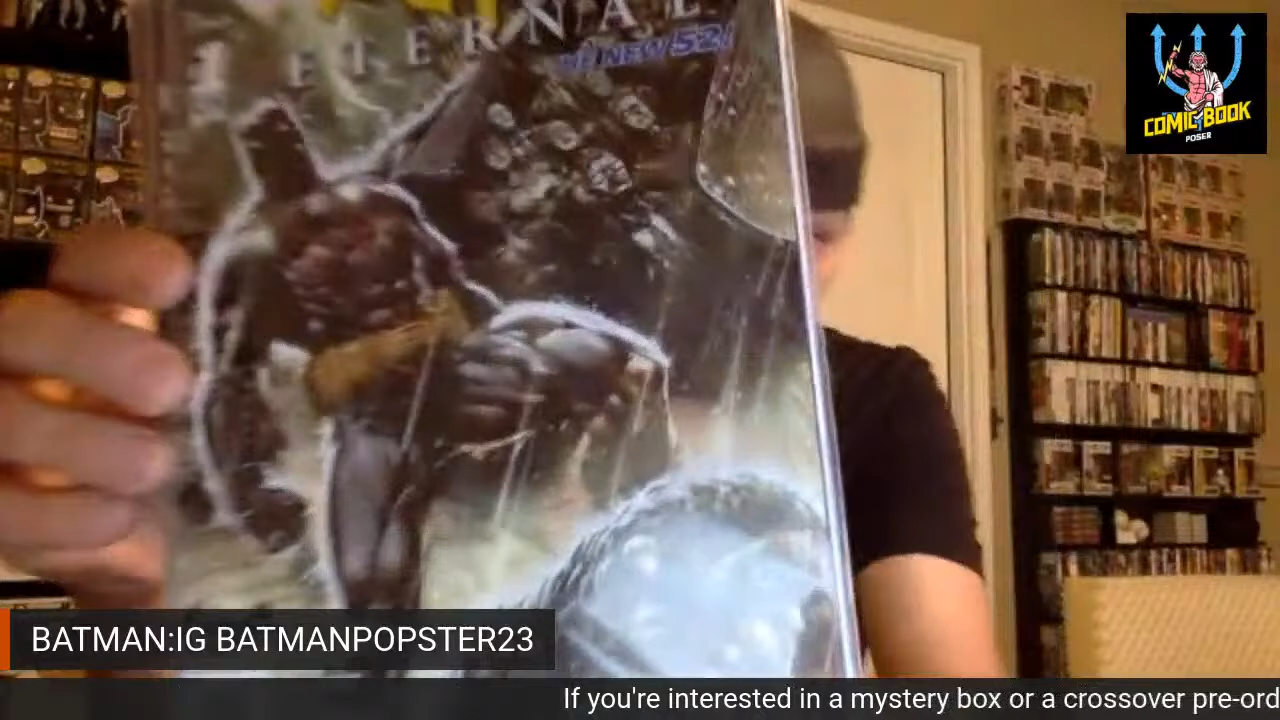 ETERNAL
THE NEW 52!
COMIC BOOK
POSER
BATMAN:IG BATMANPOPSTER23
If you're interested in a mystery box or a crossover pre-ord